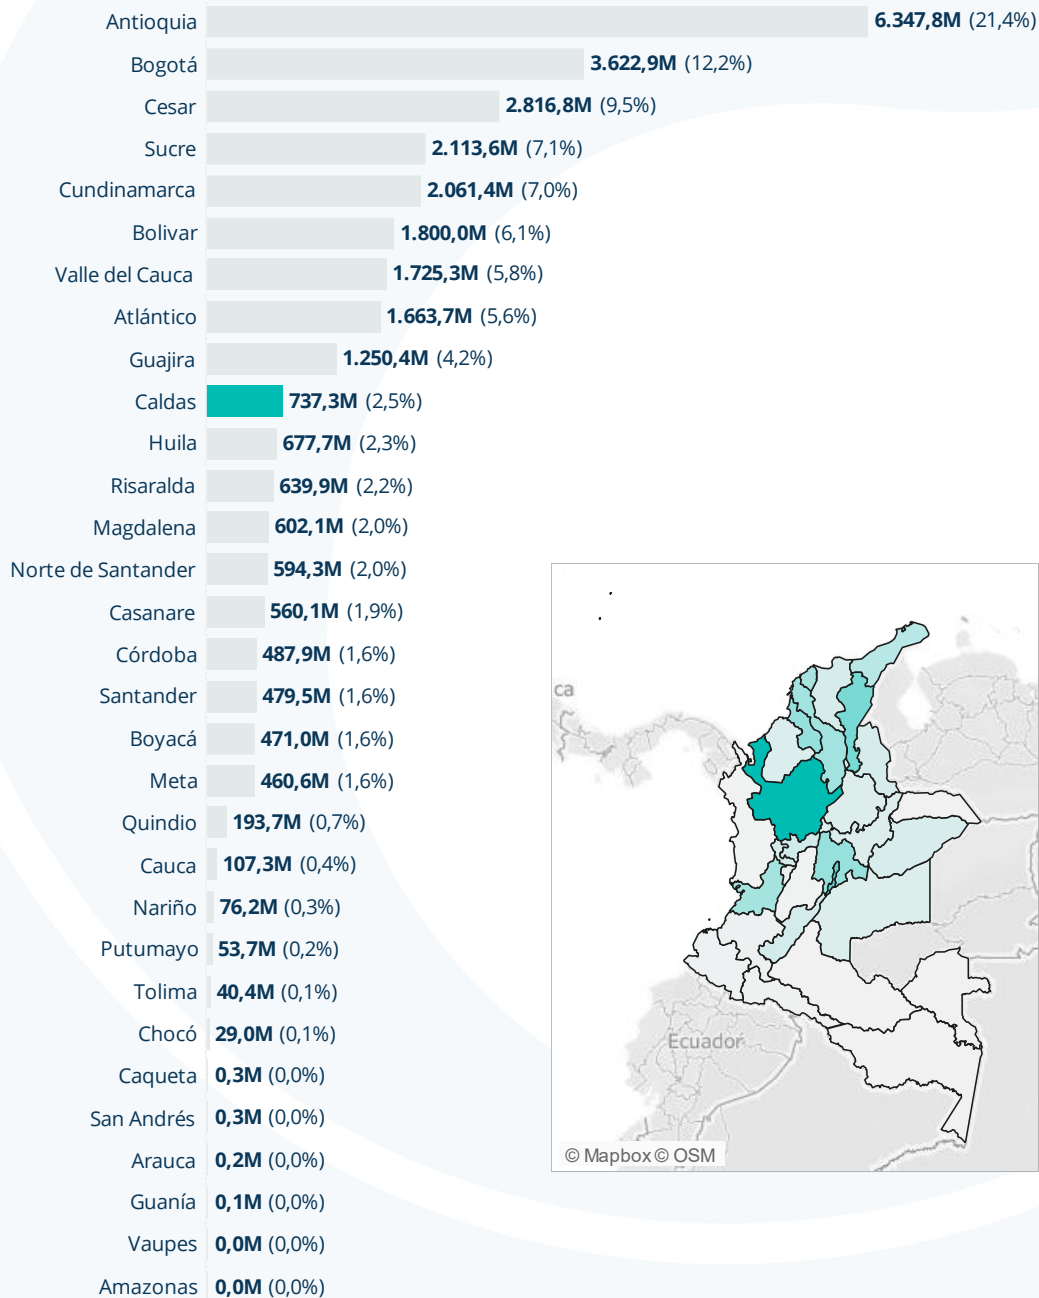 Antioquia 6.347,8M (21,4%)
Bogotá 3.622,9M (12,2%)
Cesar 2.816,8M (9,5%)
Sucre 2.113,6M (7,1%)
Cundinamarca 2.061,4M (7,0%)
Bolivar 1.800,0M (6,1%)
Valle del Cauca 1.725,3M (5,8%)
Atlántico 1.663,7M (5,6%)
Guajira 1.250,4M (4,2%)
Caldas 737,3M (2,5%)
Huila 677,7M (2,3%)
Risaralda 639,9M (2,2%)
Magdalena 602,1M (2,0%)
Norte de Santander 594,3M (2,0%)
Casanare 560,1M (1,9%)
Córdoba 487,9M (1,6%)
Santander 479,5M (1,6%)
Boyacá 471,0M (1,6%)
Meta 460,6M (1,6%)
Quindio 193,7M (0,7%)
Cauca 107,3M (0,4%)
Nariño 76,2M (0,3%)
Putumayo 53,7M (0,2%)
Tolima 40,4M (0,1%)
Chocó 29,0M (0,1%)
Caqueta 0,3M (0,0%)
San Andrés 0,3M (0,0%)
Arauca 0,2M (0,0%)
Guanía 0,1M (0,0%)
Vaupes 0,0M (0,0%)
Amazonas 0,0M (0,0%)
ca
Ecuador
© Mapbox © OSM